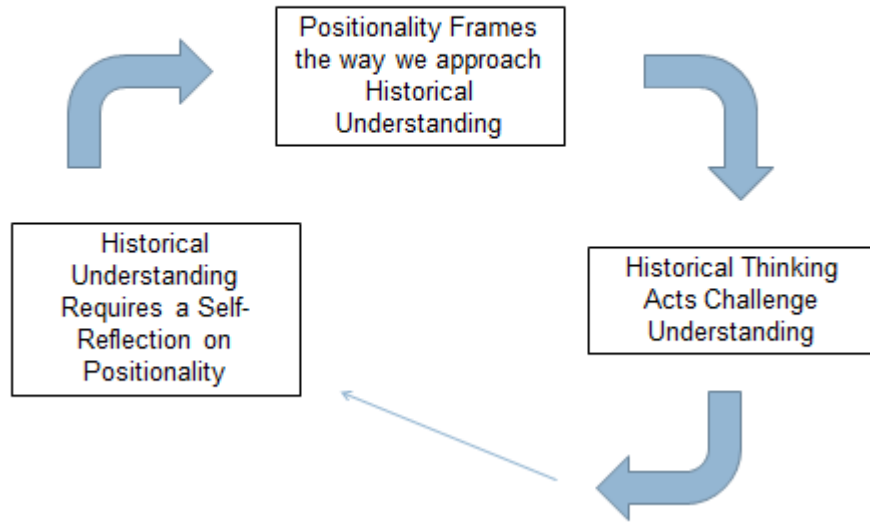 Positionality Frames
the way we approach
Historical
Understanding
Historical
Understanding
Requires a Self-
Reflection on
Positionality
Historical Thinking
Acts Challenge
Understanding